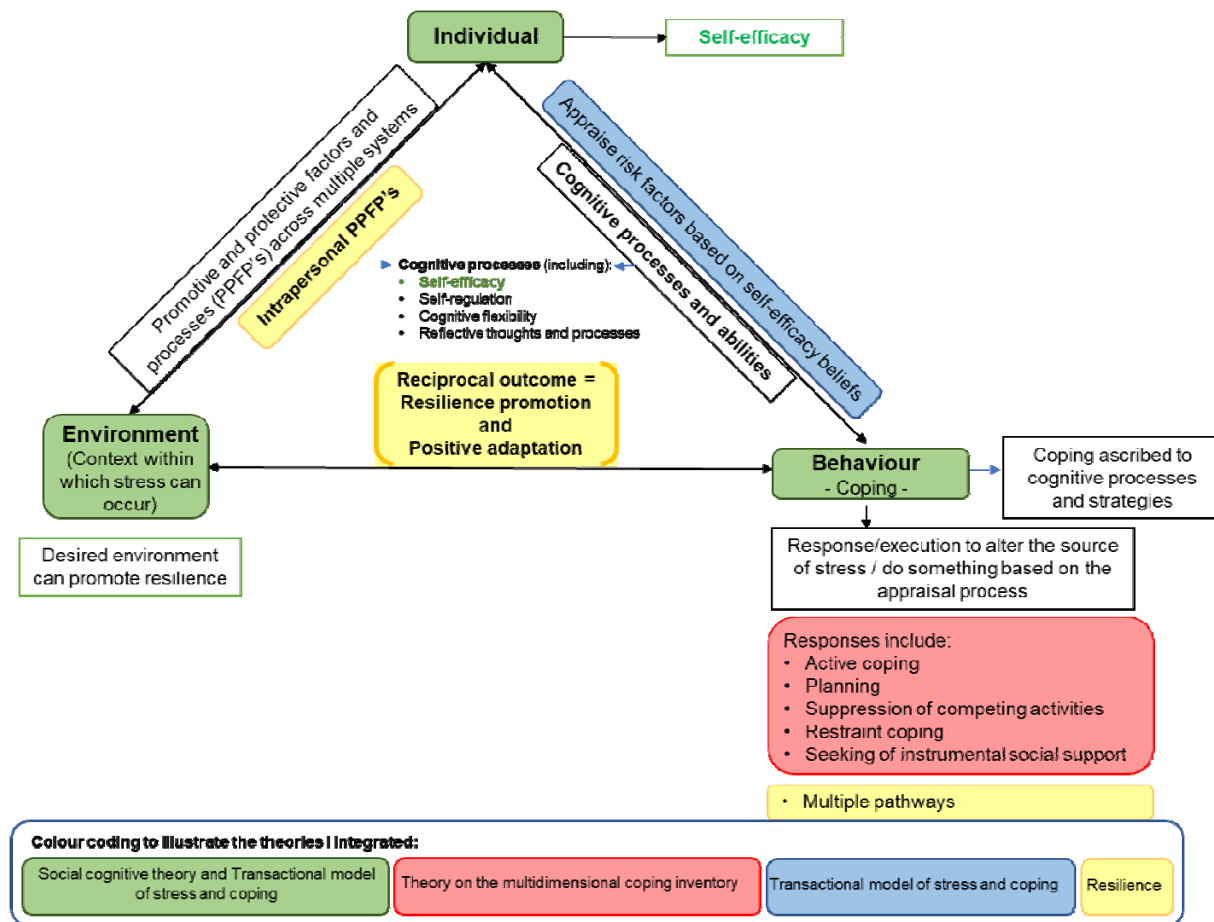 Individual
Self-efficacy
Promotive and protective factors and
processes (PPFP's) across multiple systems
Intrapersonal PPFP's
Appraise risk factors based on self-efficacy beliefs
Cognitive processes and abilities
Cognitive processes (including):
• Self-efficacy
• Self-regulation
• Cognitive flexibility
• Reflective thoughts and processes
Reciprocal outcome =
Resilience promotion
and
Positive adaptation
Environment
(Context within
which stress can
occur)
Desired environment
can promote resilience
Behaviour
- Coping -
Coping ascribed to
cognitive processes
and strategies
Response/execution to alter the source
of stress / do something based on the
appraisal process
Responses include:
• Active coping
• Planning
• Suppression of competing activities
• Restraint coping
• Seeking of instrumental social support
• Multiple pathways
Colour coding to illustrate the theories I integrated:
Social cognitive theory and Transactional model
of stress and coping
Theory on the multidimensional coping inventory
Transactional model of stress and coping
Resilience